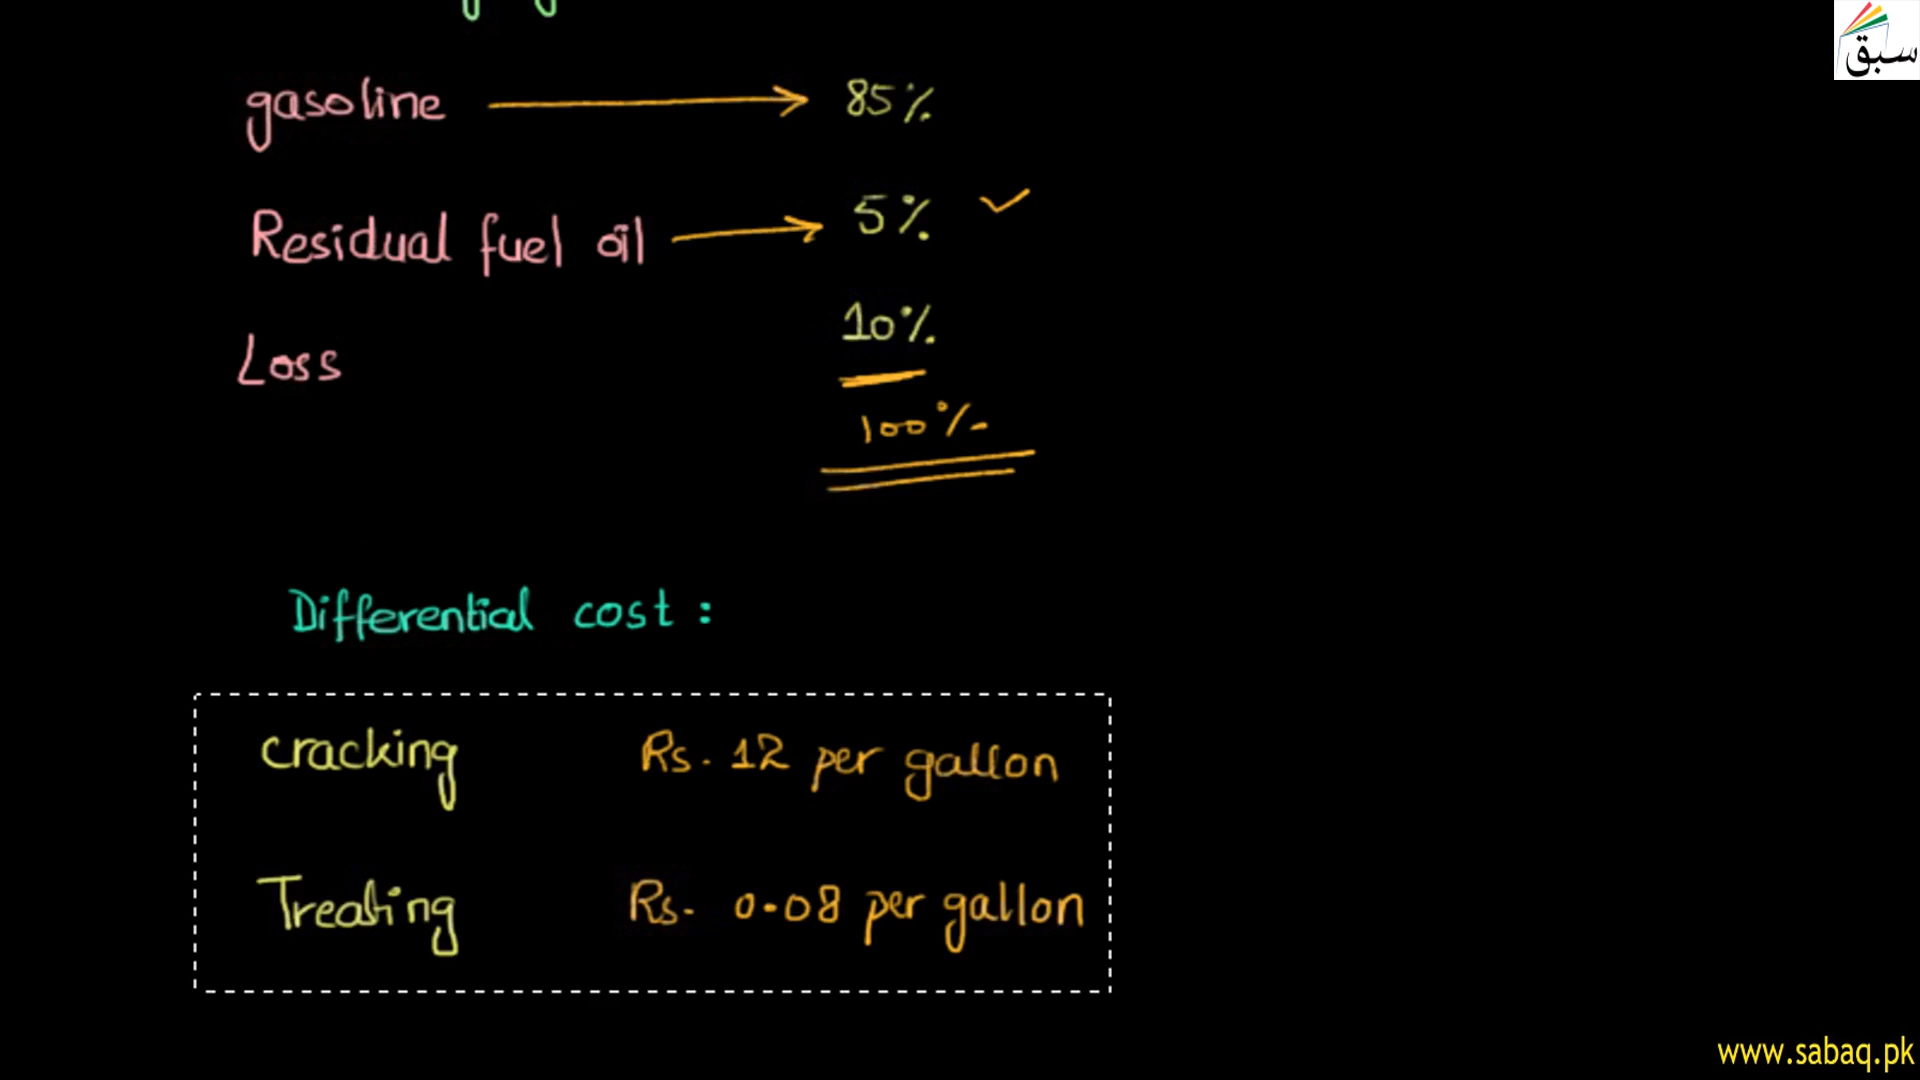 سبق
gasoline → 85%
Residual fuel oil → 5% ✓
Loss 10%
100%
Differential cost :
cracking Rs. 12 per gallon
Treating Rs. 0.08 per gallon
www.sabaq.pk